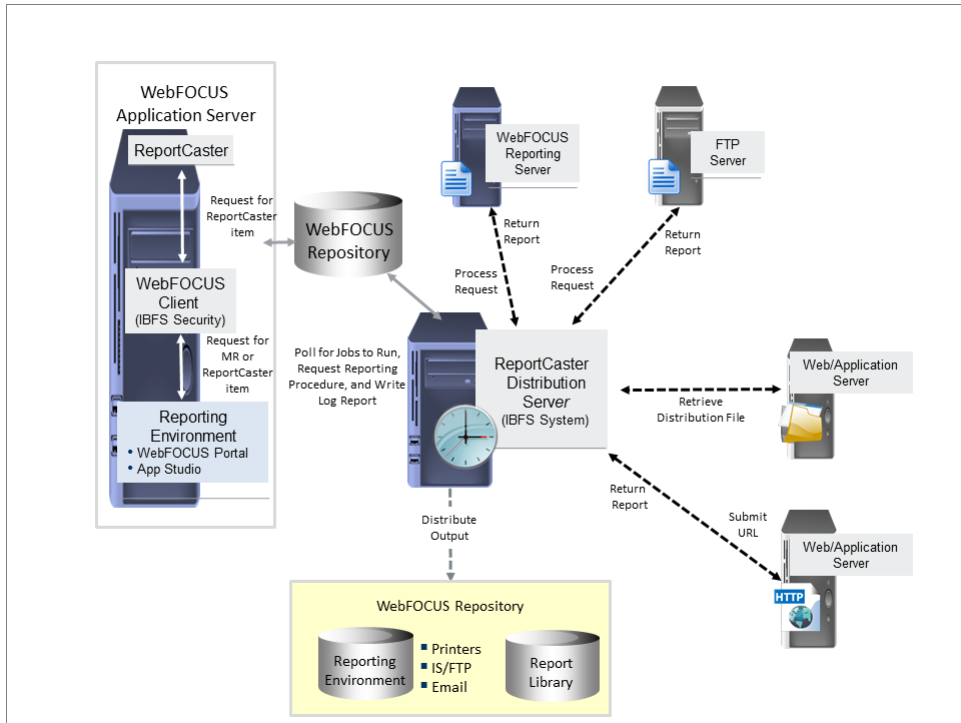 WebFOCUS
Application Server
ReportCaster
Request for
ReportCaster
item
WebFOCUS
Client
(IBFS Security)
Request for
MR or
ReportCaster
item
Reporting
Environment
▪ WebFOCUS Portal
▪ App Studio
WebFOCUS
Repository
WebFOCUS
Reporting
Server
FTP
Server
Return
Report
Process
Request
Return
Report
Process
Request
Poll for Jobs to Run,
Request Reporting
Procedure, and Write
Log Report
ReportCaster
Distribution
Server
(IBFS System)
Web/Application
Server
Retrieve
Distribution File
Return
Report
Submit
URL
Web/Application
Server
HTTP
Distribute
Output
WebFOCUS Repository
Reporting
Environment
▪ Printers
▪ IS/FTP
▪ Email
Report
Library